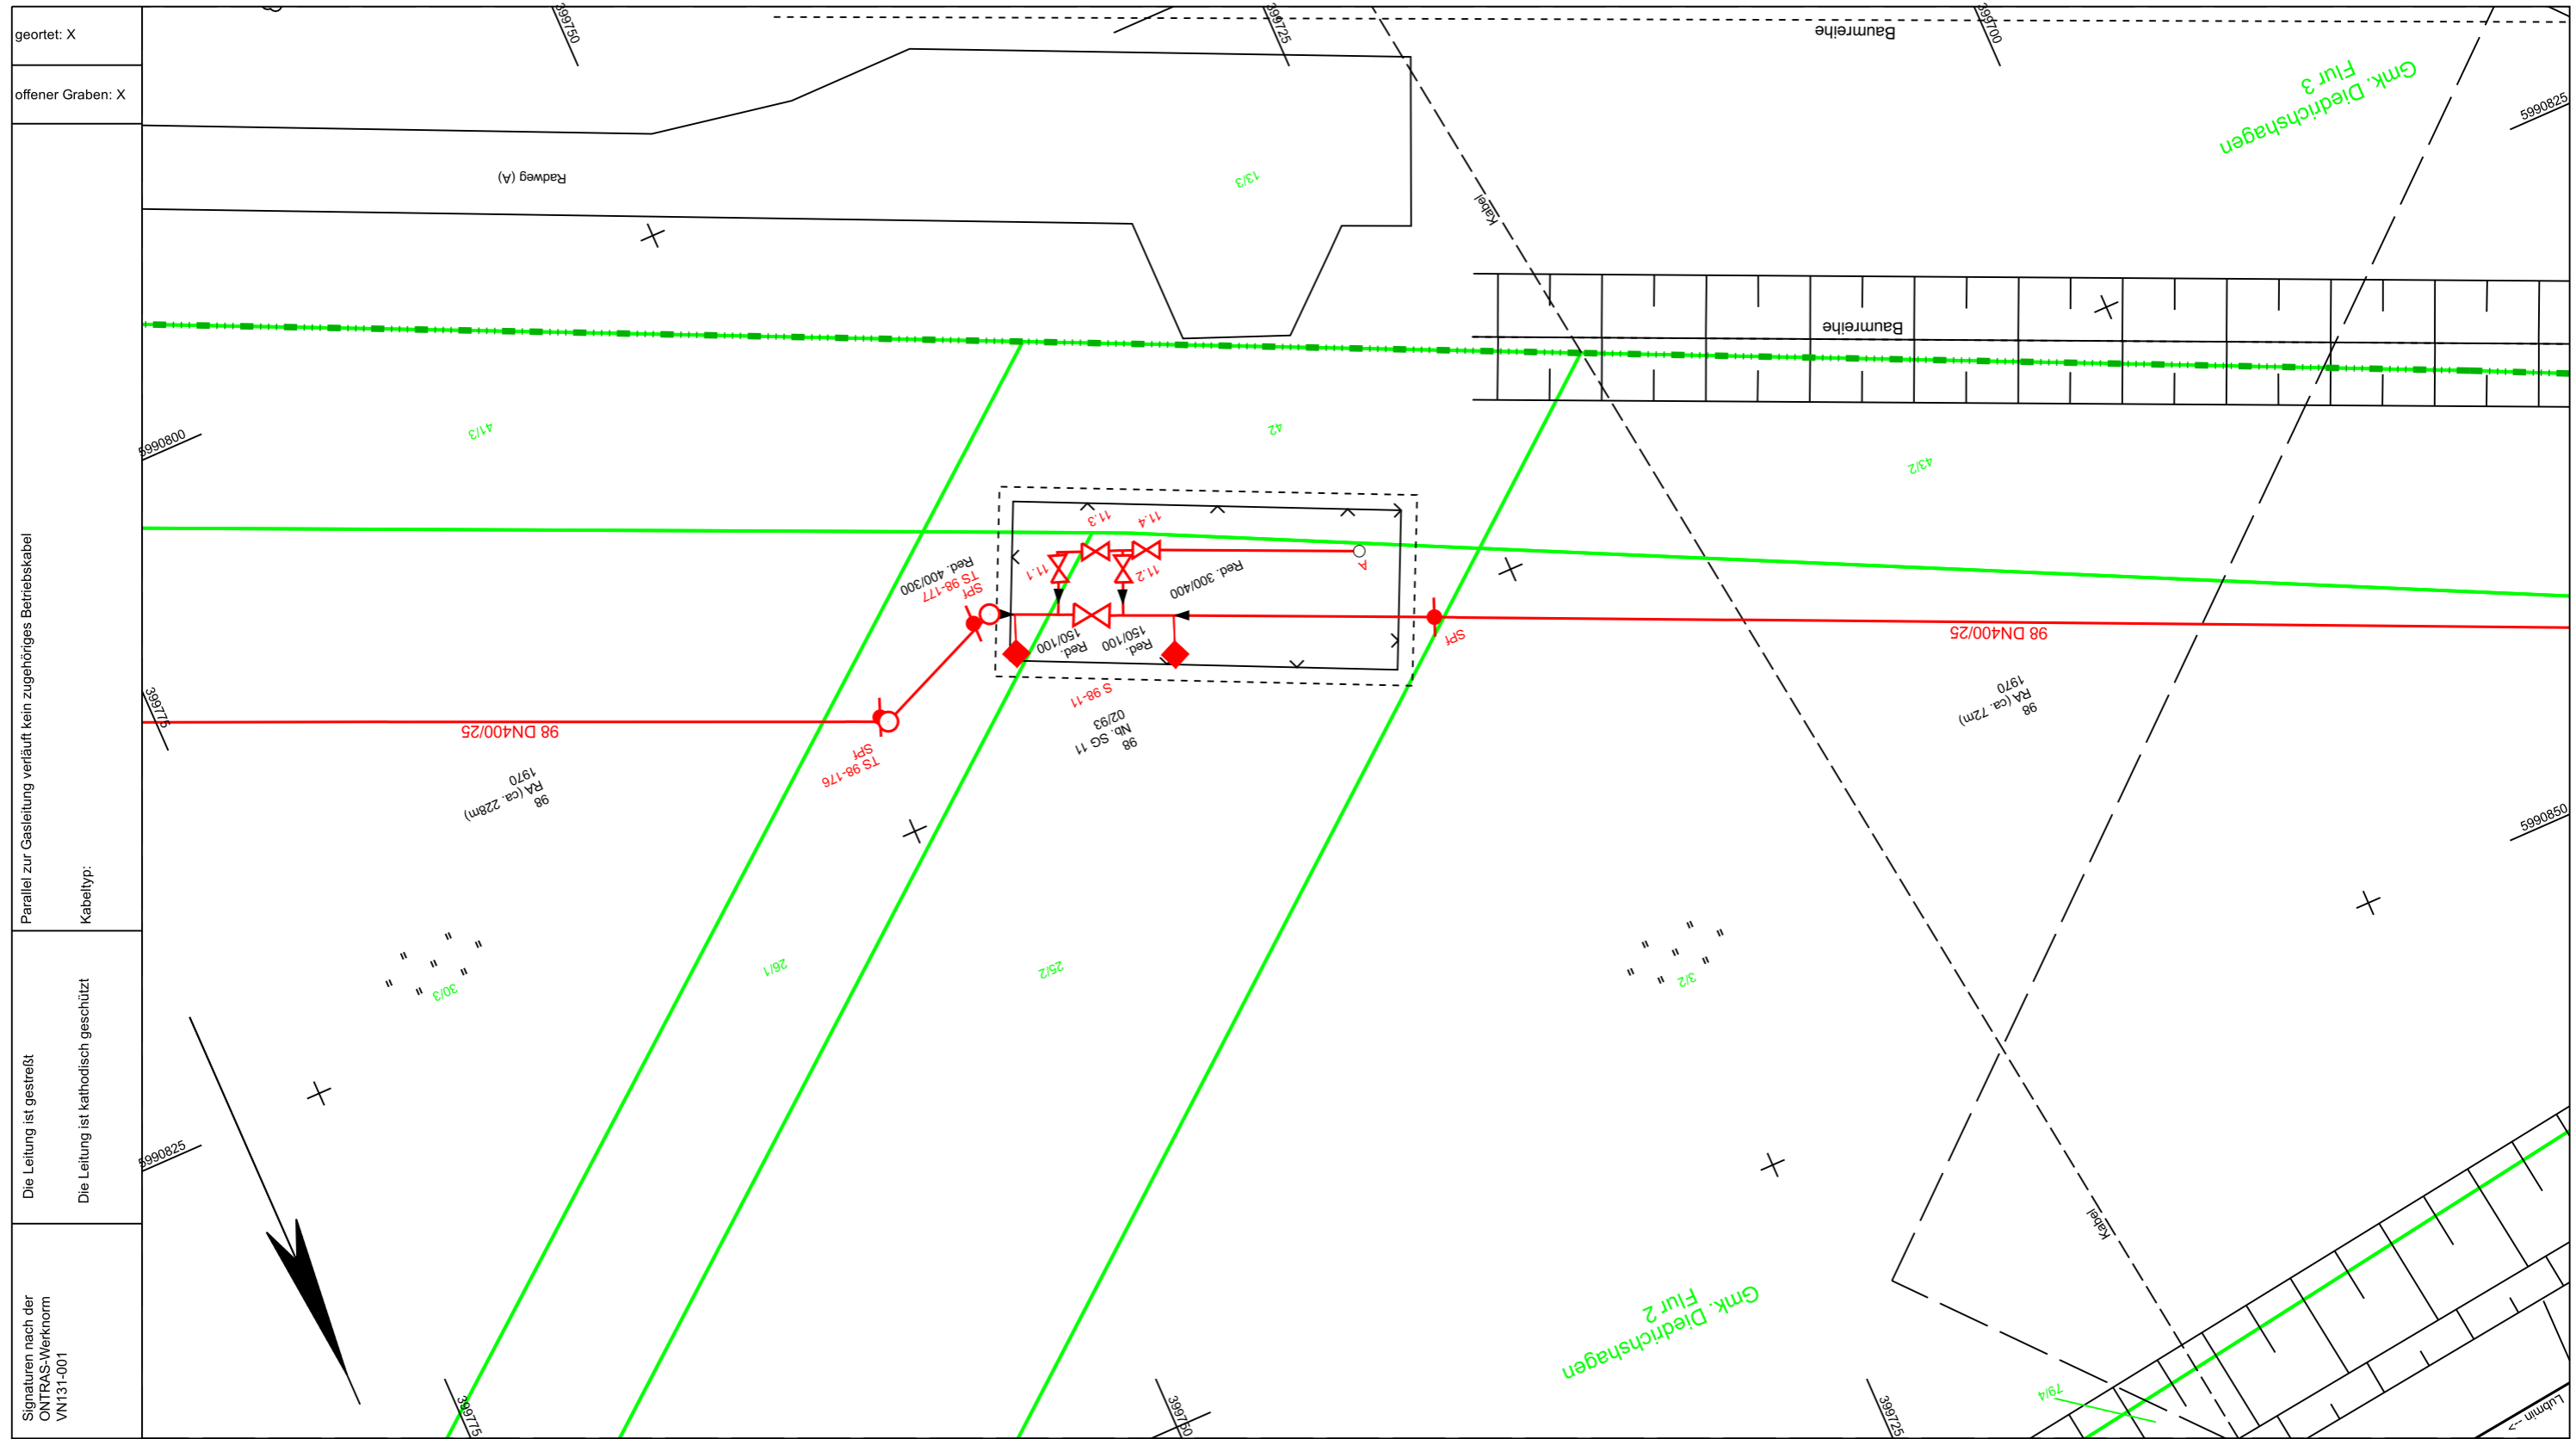 geortet: X
offener Graben: X
Parallel zur Gasleitung verläuft kein zugehöriges Betriebskabel
Kabeltyp:
Die Leitung ist gestreßt
Die Leitung ist kathodisch geschützt
Signaturen nach der
ONTRAS-Werknorm
VN131-001
399750
399725
399700
Baumreihe
Gmk. Diedrichshagen
Flur 3
5990825
Radweg (A)
13/3
Kabel
Baumreihe
5990800
41/3
42
43/2
11.3
11.4
11.1
11.2
A
Red. 400/300
TS 98-177
SPf
Red. 300/400
Red.
150/100
Red.
150/100
SPf
98 DN400/25
399775
98 DN400/25
S 98-11
98
Nb. SG 11
02/93
SPf
TS 98-176
98
RA (ca. 72m)
1970
98
RA (ca. 228m)
1970
5990850
30/3
26/1
25/2
3/2
5990825
Kabel
Gmk. Diedrichshagen
Flur 2
79/4
399775
399750
399725
Lubmin -->